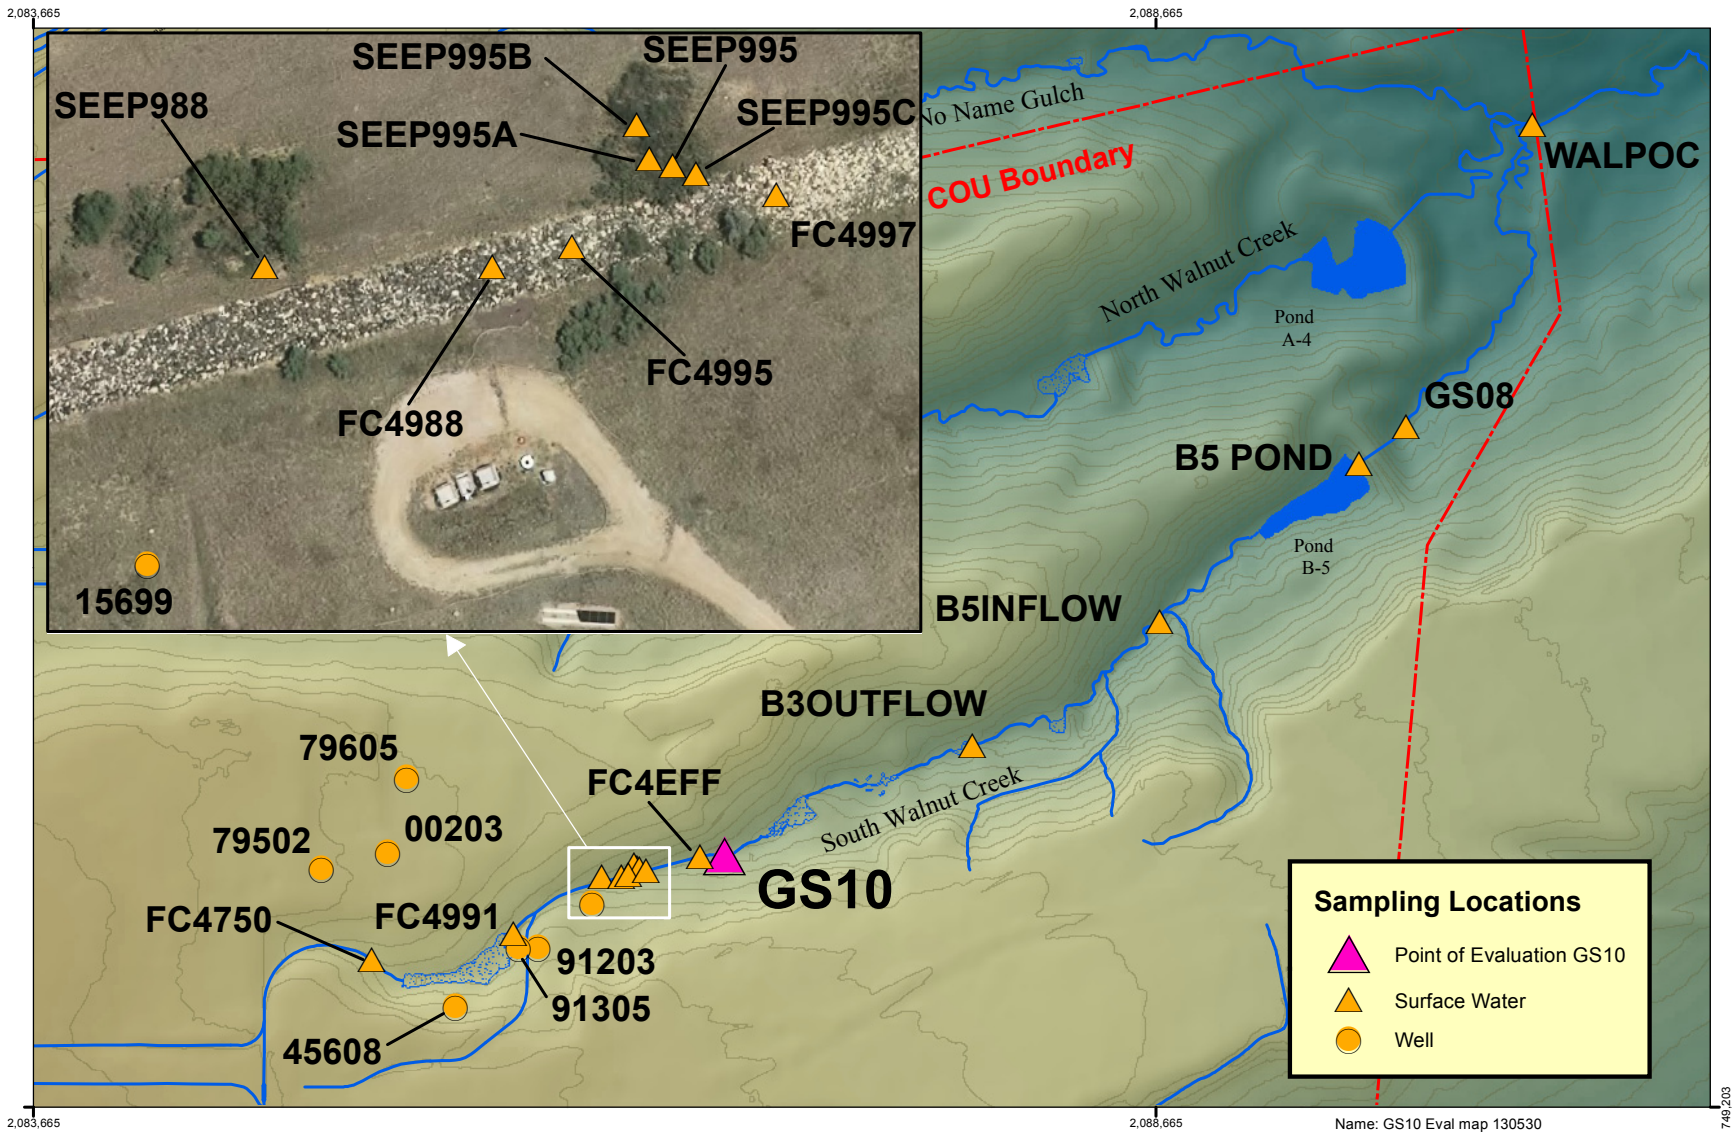 2,083,665
2,088,665
SEEP995B
SEEP995
SEEP988
SEEP995A
SEEP995C
FC4997
FC4995
FC4988
15699
No Name Gulch
COU Boundary
WALPOC
North Walnut Creek
Pond
A-4
GS08
B5 POND
Pond
B-5
B5INFLOW
B3OUTFLOW
79605
FC4EFF
South Walnut Creek
00203
79502
GS10
FC4750
FC4991
91203
91305
45608
Sampling Locations
Point of Evaluation GS10
Surface Water
Well
2,083,665
2,088,665
Name: GS10 Eval map 130530
749,203